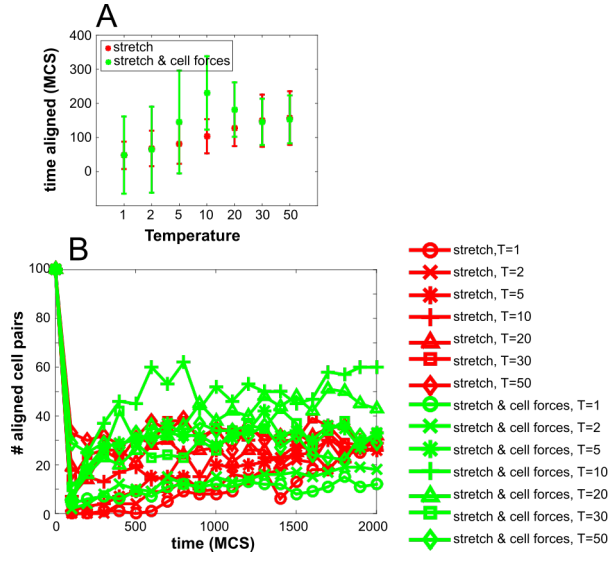 A
time aligned (MCS)
400
300
200
100
0
stretch
stretch & cell forces
1 2 5 10 20 30 50
Temperature
B
# aligned cell pairs
100
80
60
40
20
0
0 500 1000 1500 2000
time (MCS)
stretch,T=1
stretch, T=2
stretch, T=5
stretch, T=10
stretch, T=20
stretch, T=30
stretch, T=50
stretch & cell forces, T=1
stretch & cell forces, T=2
stretch & cell forces, T=5
stretch & cell forces, T=10
stretch & cell forces, T=20
stretch & cell forces, T=30
stretch & cell forces, T=50